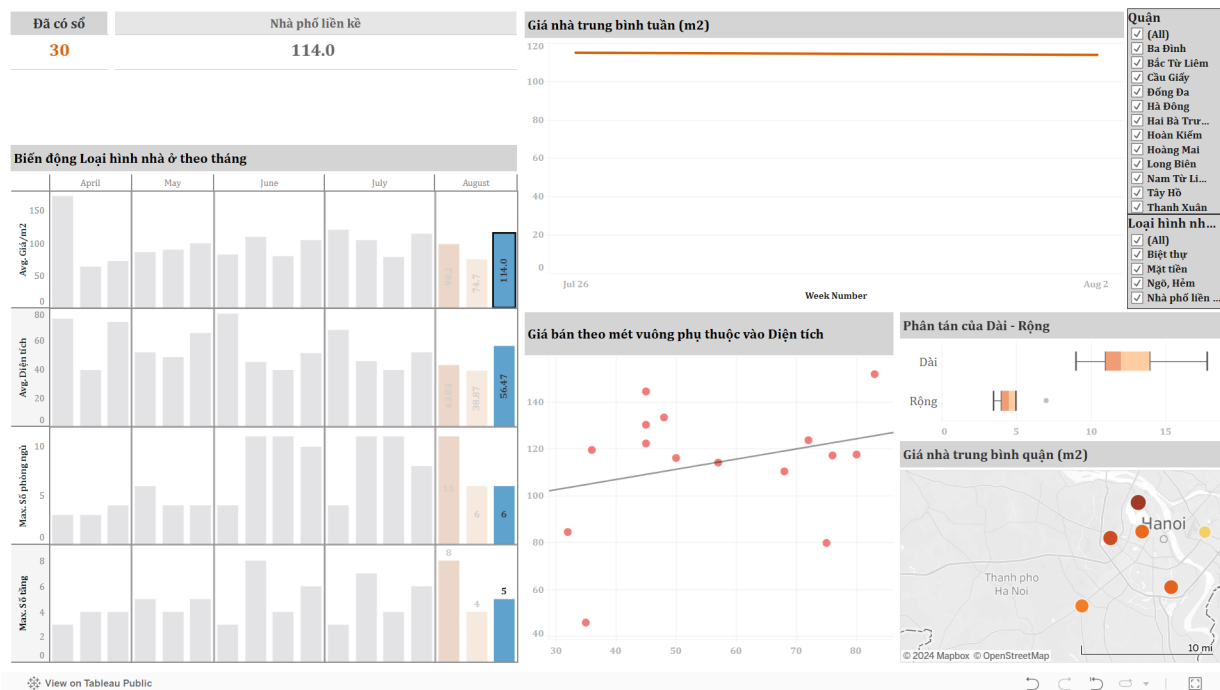 Đã có sổ
Nhà phố liền kề
30
114.0
Giá nhà trung bình tuần (m2)
120
100
80
60
40
20
0
Jul 26
Aug 2
Week Number
Quận
(All)
Ba Đình
Bắc Từ Liêm
Cầu Giấy
Đống Đa
Hà Đông
Hai Bà Trư...
Hoàn Kiếm
Hoàng Mai
Long Biên
Nam Từ Li...
Tây Hồ
Thanh Xuân
Loại hình nh...
(All)
Biệt thự
Mặt tiền
Ngõ, Hẻm
Nhà phố liền ...
Biến động Loại hình nhà ở theo tháng
April
May
June
July
August
Avg. Giá/m2
150
100
50
0
74.7
114.0
Avg. Diện tích
80
60
40
20
0
38.87
56.47
Max. Số phòng ngủ
10
5
0
6
6
Max. Số tầng
8
6
4
2
0
8
4
5
Giá bán theo mét vuông phụ thuộc vào Diện tích
140
120
100
80
60
40
30
40
50
60
70
80
Phân tán của Dài - Rộng
Dài
Rộng
0
5
10
15
Giá nhà trung bình quận (m2)
Hanoi
Thanh pho
Ha Noi
10 mi
© 2024 Mapbox © OpenStreetMap
View on Tableau Public